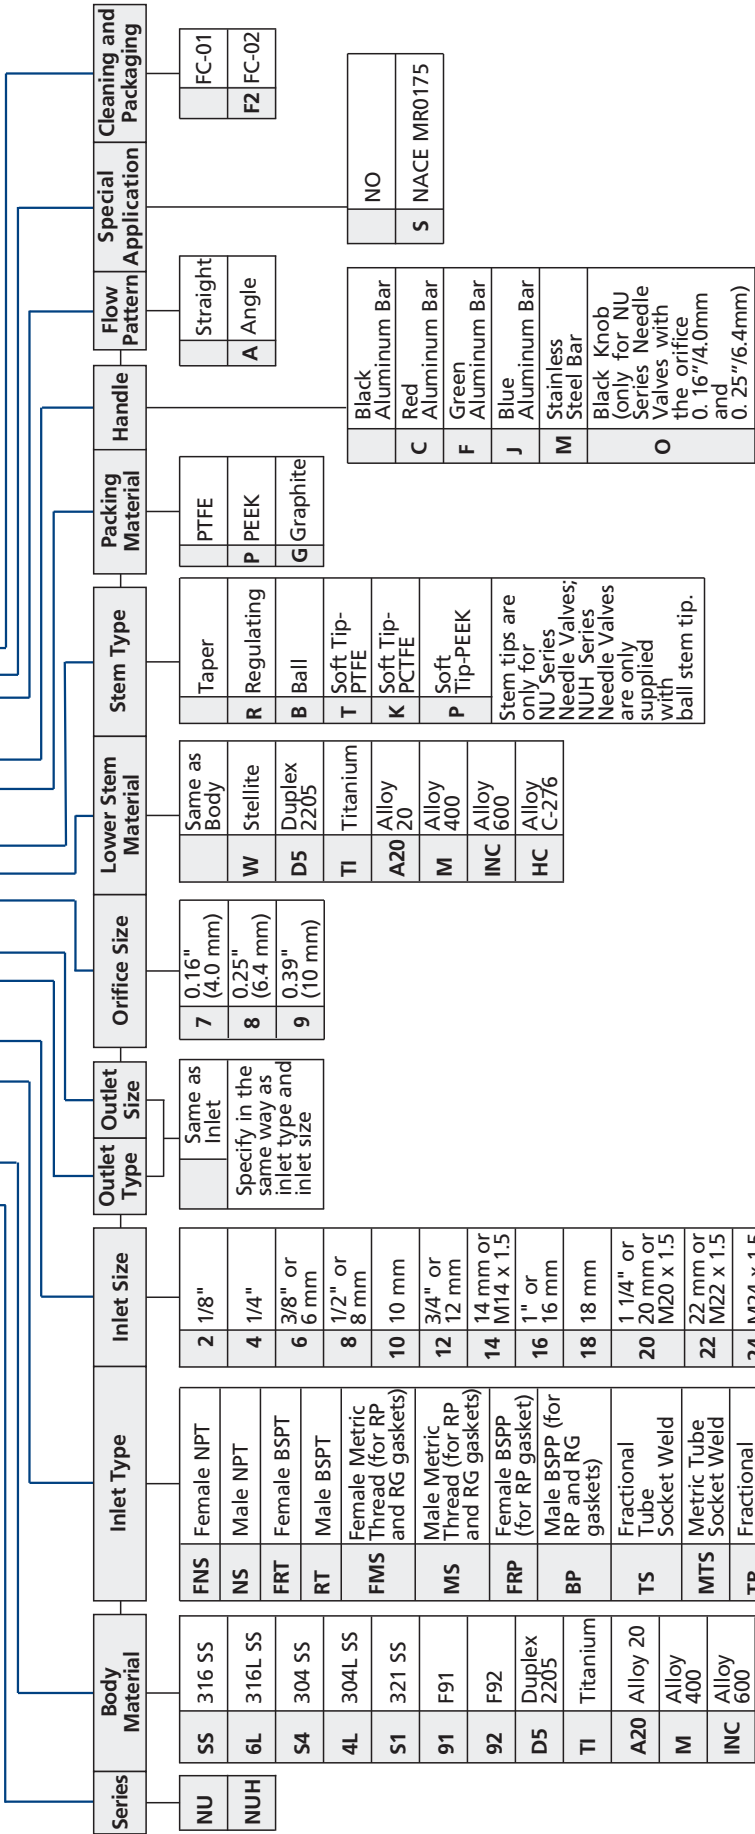 Series
NU
NUH
Body
Material
SS 316 SS
6L 316L SS
S4 304 SS
4L 304L SS
S1 321 SS
91 F91
92 F92
D5 Duplex
2205
TI Titanium
A20 Alloy 20
M Alloy
400
INC Alloy
600
Inlet Type
FNS Female NPT
NS Male NPT
FRT Female BSPT
RT Male BSPT
FMS Female Metric
Thread (for RP
and RG gaskets)
MS Male Metric
Thread (for RP
and RG gaskets)
FRP Female BSPP
(for RP gasket)
BP Male BSPP (for
RP and RG
gaskets)
TS Fractional
Tube
Socket Weld
MTS Metric Tube
Socket Weld
Fractional
Inlet Size
2 1/8"
4 1/4"
6 3/8" or
6 mm
8 1/2" or
8 mm
10 10 mm
12 3/4" or
12 mm
14 14 mm or
M14 x 1.5
16 1" or
16 mm
18 18 mm
20 1 1/4" or
20 mm or
M20 x 1.5
22 22 mm or
M22 x 1.5
24 M24 x 1.5
Outlet
Type
Outlet
Size
Same as
Inlet
Specify in the
same way as
inlet type and
inlet size
Orifice Size
7 0.16"
(4.0 mm)
8 0.25"
(6.4 mm)
9 0.39"
(10 mm)
Lower Stem
Material
Same as
Body
W Stellite
D5 Duplex
2205
TI Titanium
A20 Alloy
20
M Alloy
400
INC Alloy
600
HC Alloy
C-276
Stem Type
Taper
R Regulating
B Ball
T Soft Tip-
PTFE
K Soft Tip-
PCTFE
P Soft
Tip-PEEK
Stem tips are
only for
NU Series
Needle Valves;
NUH Series
Needle Valves
are only
supplied
with
ball stem tip.
Packing
Material
PTFE
P PEEK
G Graphite
Handle
Black
Aluminum Bar
C Red
Aluminum Bar
F Green
Aluminum Bar
J Blue
Aluminum Bar
M Stainless
Steel Bar
O Black Knob
(only for NU
Series Needle
Valves with
the orifice
0. 16"/4.0mm
and
0. 25"/6.4mm)
Flow
Pattern
Straight
A Angle
Special
Application
NO
S NACE MR0175
Cleaning and
Packaging
FC-01
F2 FC-02